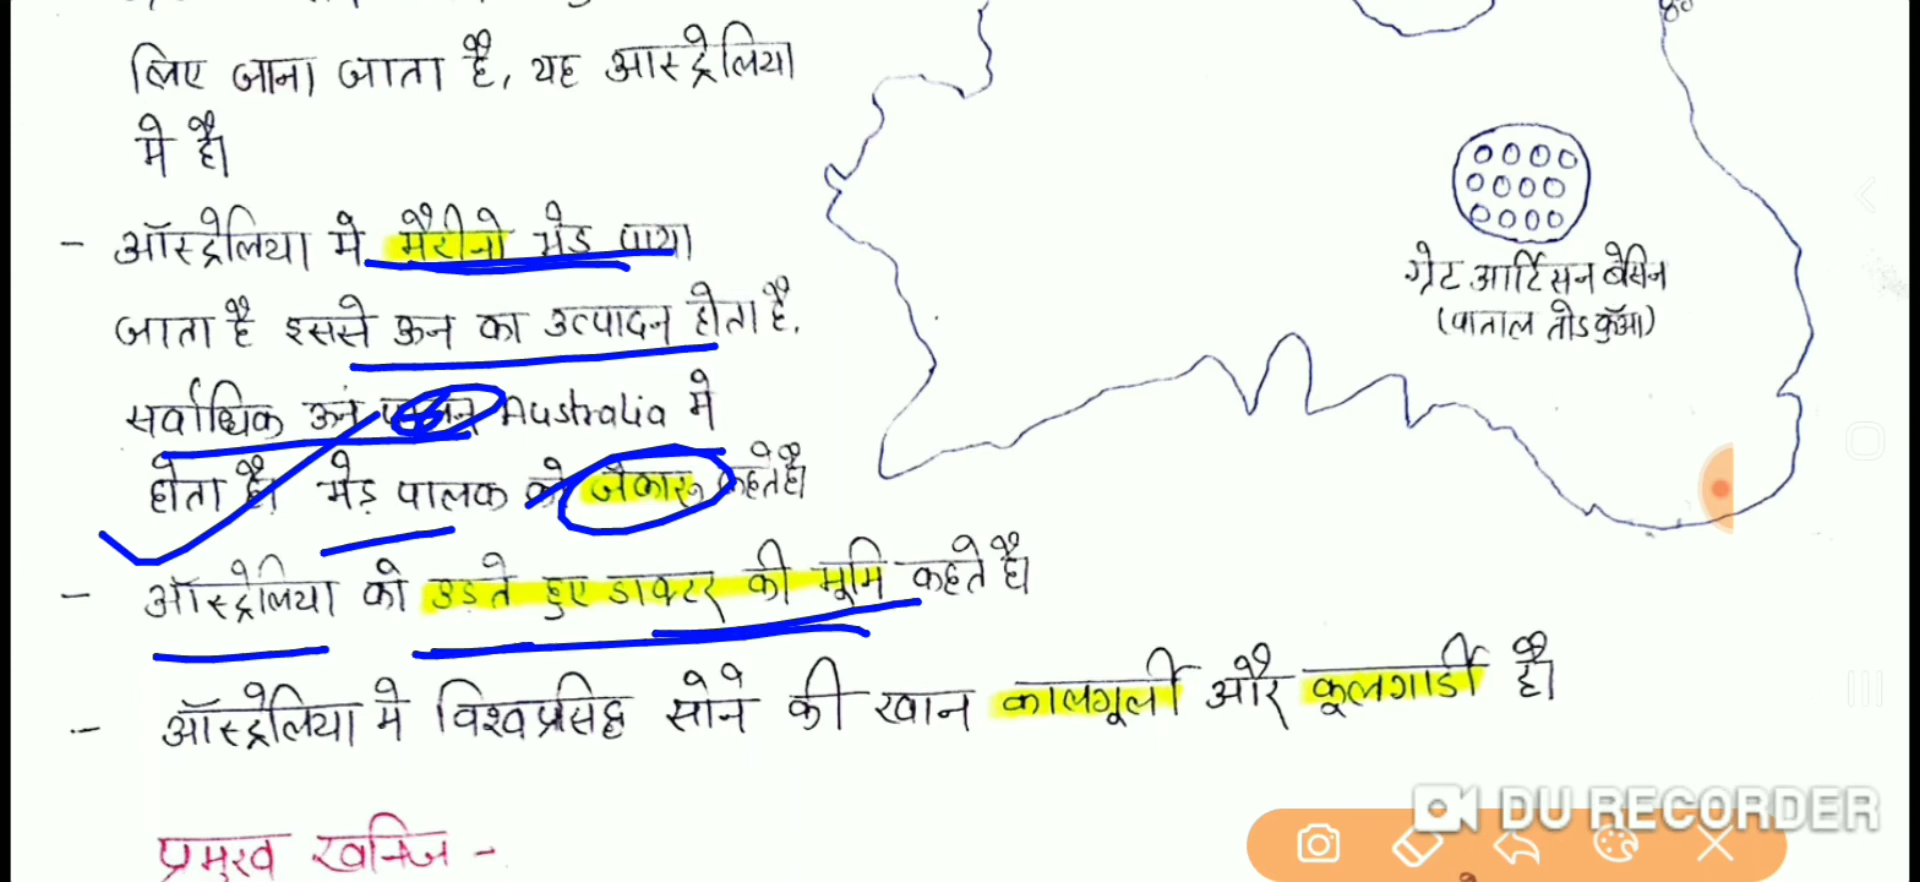 लिए जाना जाता है, यह आस्ट्रेलिया
मे है।
- ऑस्ट्रेलिया मे मैरीनो भेड पाया
जाता है इससे ऊन का उत्पादन होता है,
सर्वाधिक ऊन Australia मे
होता है। भेड़ पालक को जैकारू कहते है।
- ऑस्ट्रेलिया को उड़ते हुए डाक्टर की भूमि कहते है।
- ऑस्ट्रेलिया मे विश्वप्रसिद्ध सोने की खान कालगूर्ली और कूलगार्डी है।
प्रमुख खनिज -
ग्रेट आर्टिसन बेसिन
(पाताल तोड कुँआ)
DU RECORDER